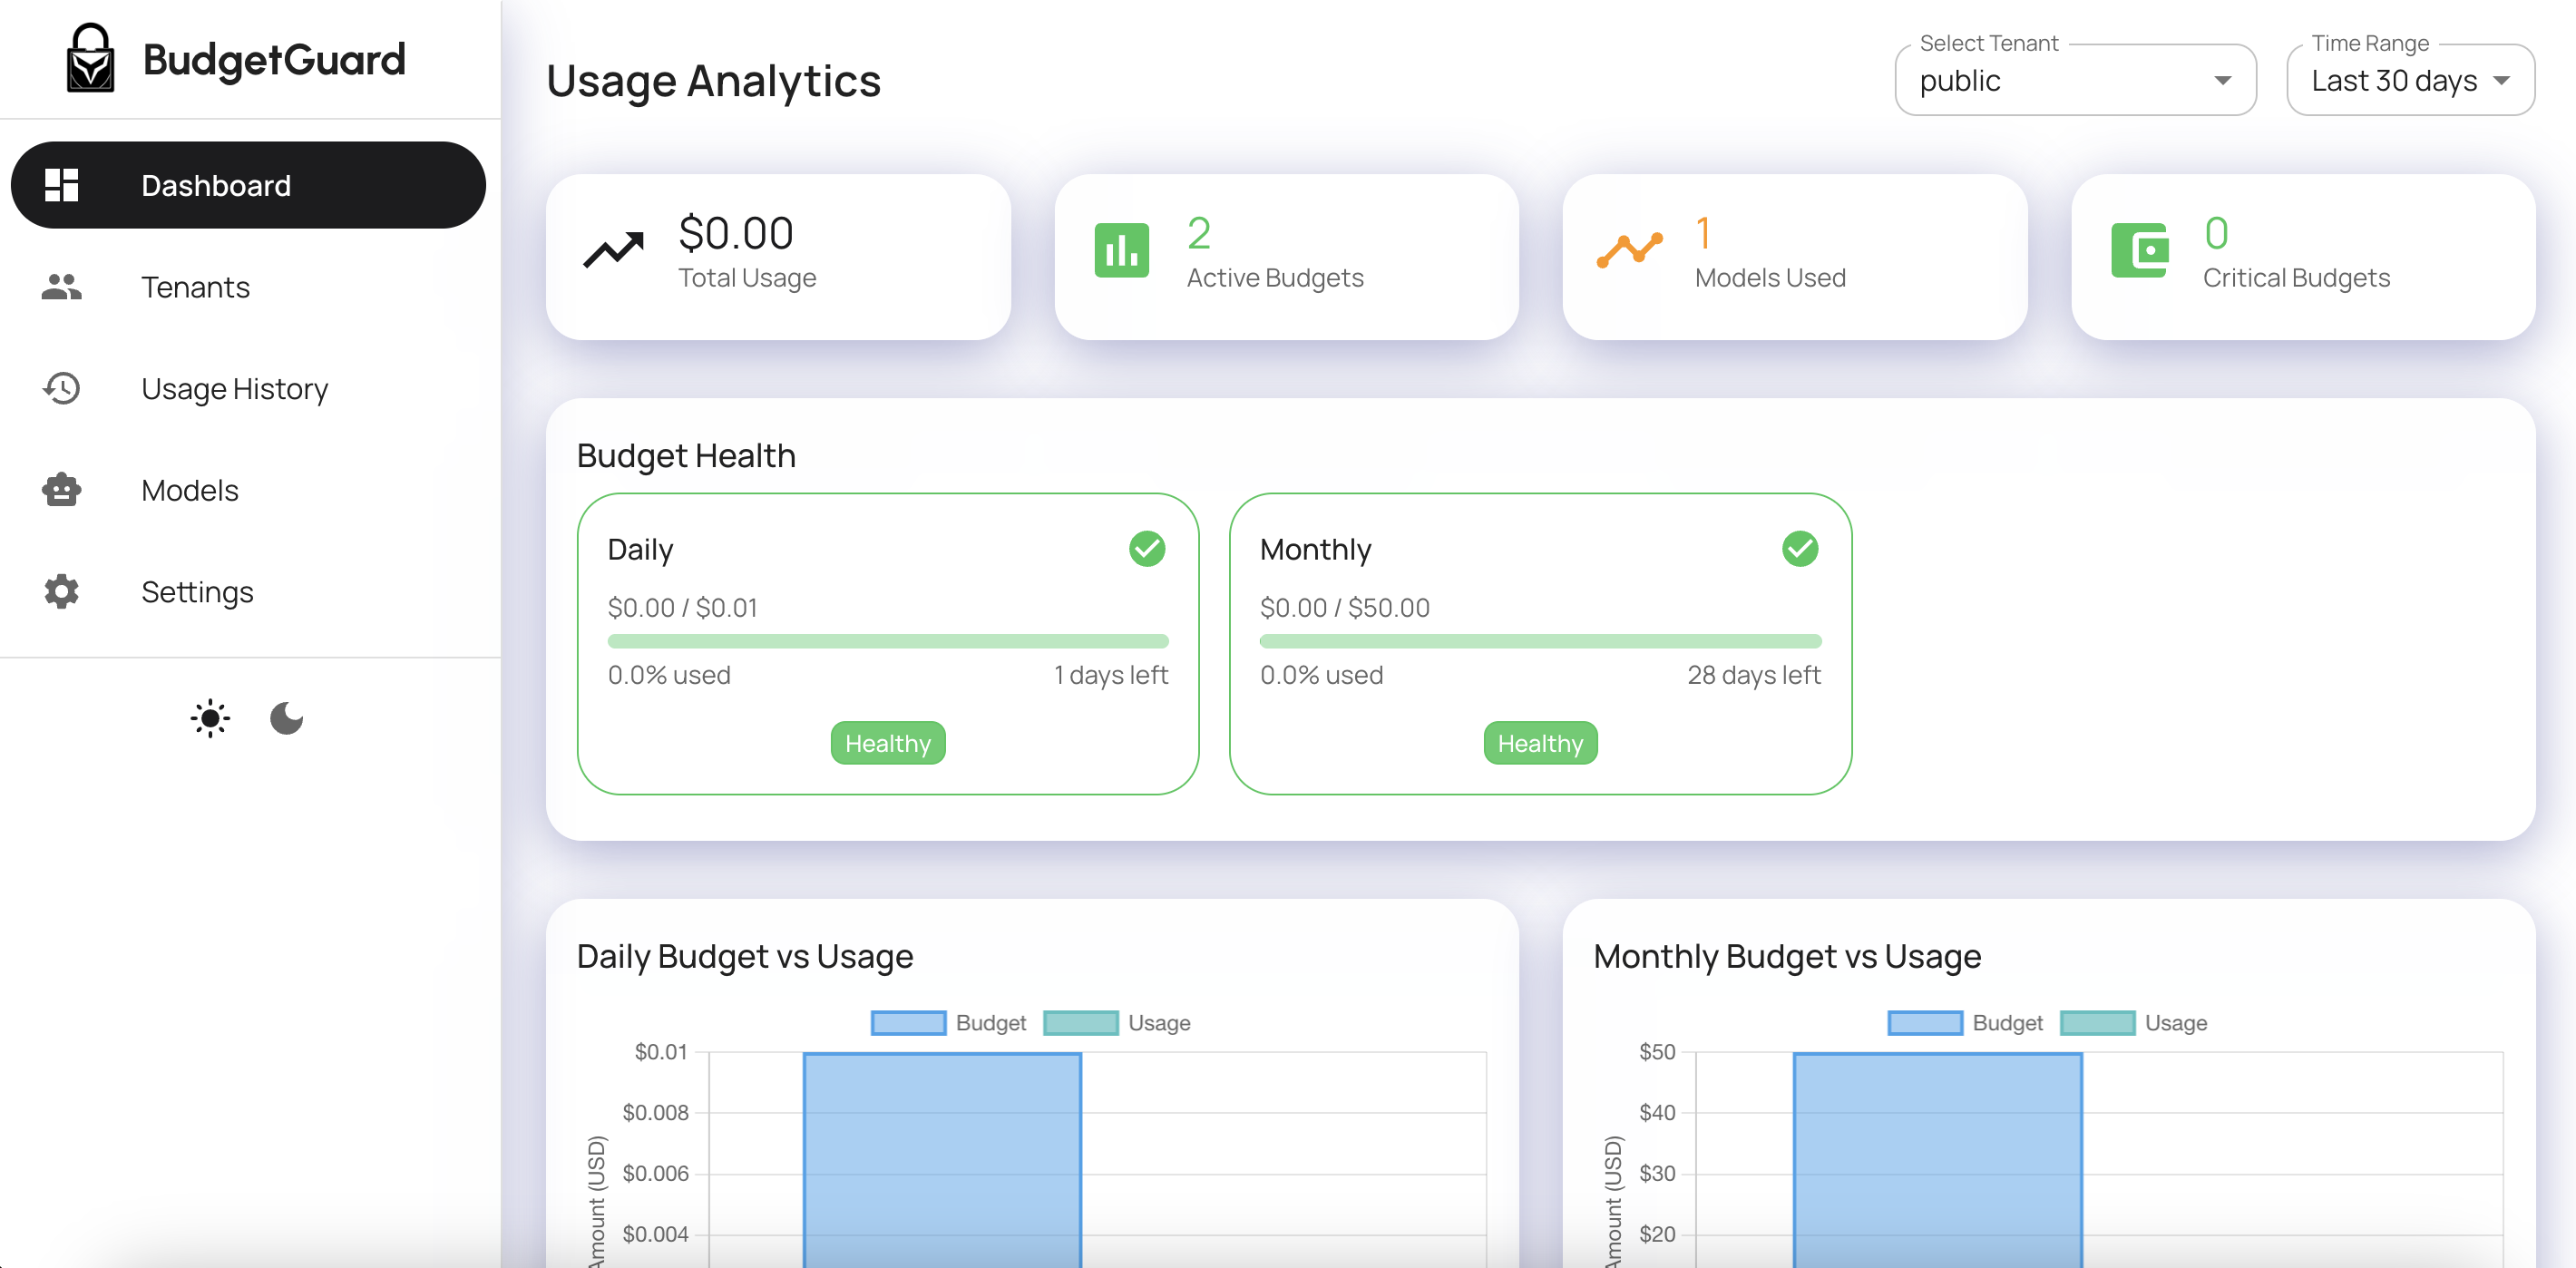 BudgetGuard
Dashboard
Tenants
Usage History
Models
Settings
Usage Analytics
Select Tenant
public
Time Range
Last 30 days
$0.00
Total Usage
2
Active Budgets
1
Models Used
0
Critical Budgets
Budget Health
Daily
$0.00 / $0.01
0.0% used
1 days left
Healthy
Monthly
$0.00 / $50.00
0.0% used
28 days left
Healthy
Daily Budget vs Usage
Budget
Usage
$0.01
$0.008
$0.006
$0.004
Amount (USD)
Monthly Budget vs Usage
Budget
Usage
$50
$40
$30
$20
Amount (USD)